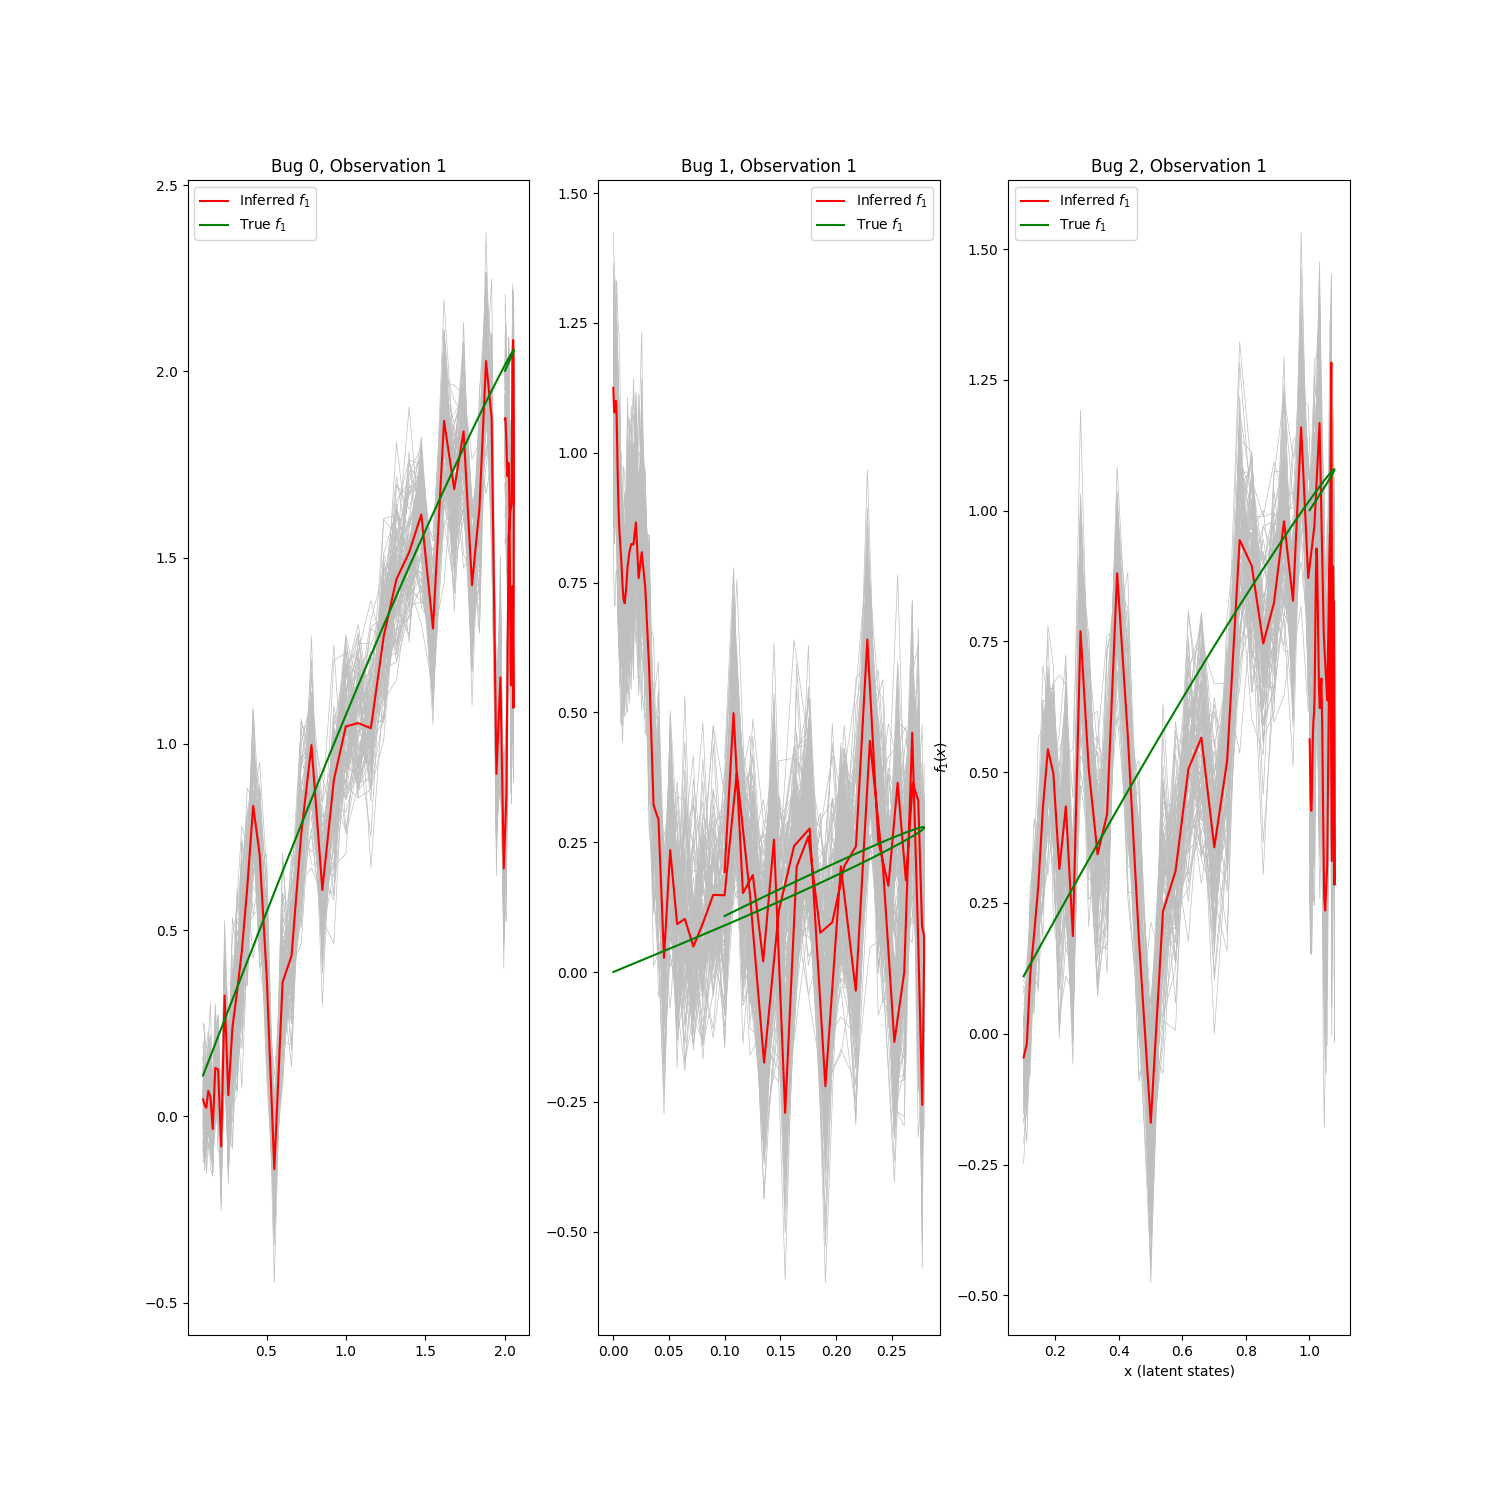 Bug 0, Observation 1
Inferred f₁
True f₁
2.5
2.0
1.5
1.0
0.5
0.0
−0.5
0.5 1.0 1.5 2.0
Bug 1, Observation 1
Inferred f₁
True f₁
1.50
1.25
1.00
0.75
0.50
0.25
0.00
−0.25
−0.50
0.00 0.05 0.10 0.15 0.20 0.25
Bug 2, Observation 1
Inferred f₁
True f₁
f₁(x)
1.50
1.25
1.00
0.75
0.50
0.25
0.00
−0.25
−0.50
0.2 0.4 0.6 0.8 1.0
x (latent states)